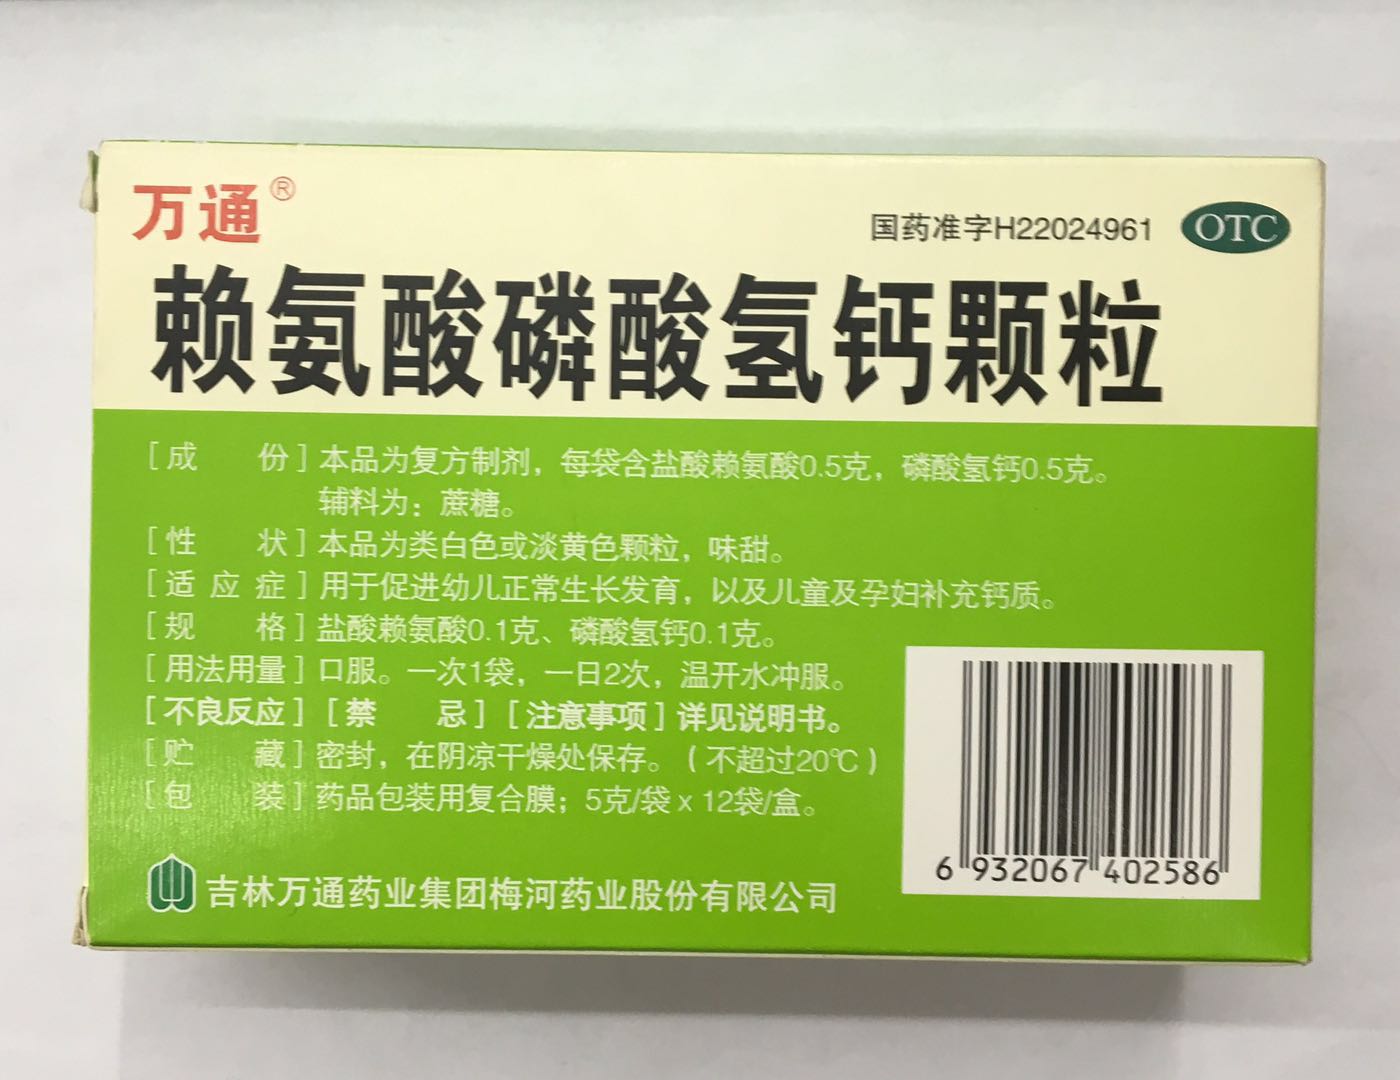 万通®
国药准字H22024961 OTC
赖氨酸磷酸氢钙颗粒
[成 份]本品为复方制剂，每袋含盐酸赖氨酸0.5克，磷酸氢钙0.5克。
辅料为：蔗糖。
[性 状]本品为类白色或淡黄色颗粒，味甜。
[适 应 症]用于促进幼儿正常生长发育，以及儿童及孕妇补充钙质。
[规 格]盐酸赖氨酸0.1克、磷酸氢钙0.1克。
[用法用量]口服。一次1袋，一日2次，温开水冲服。
[不良反应][禁 忌][注意事项]详见说明书。
[贮 藏]密封，在阴凉干燥处保存。(不超过20℃)
[包 装]药品包装用复合膜；5克/袋 x 12袋/盒。
吉林万通药业集团梅河药业股份有限公司
6 932067 402586